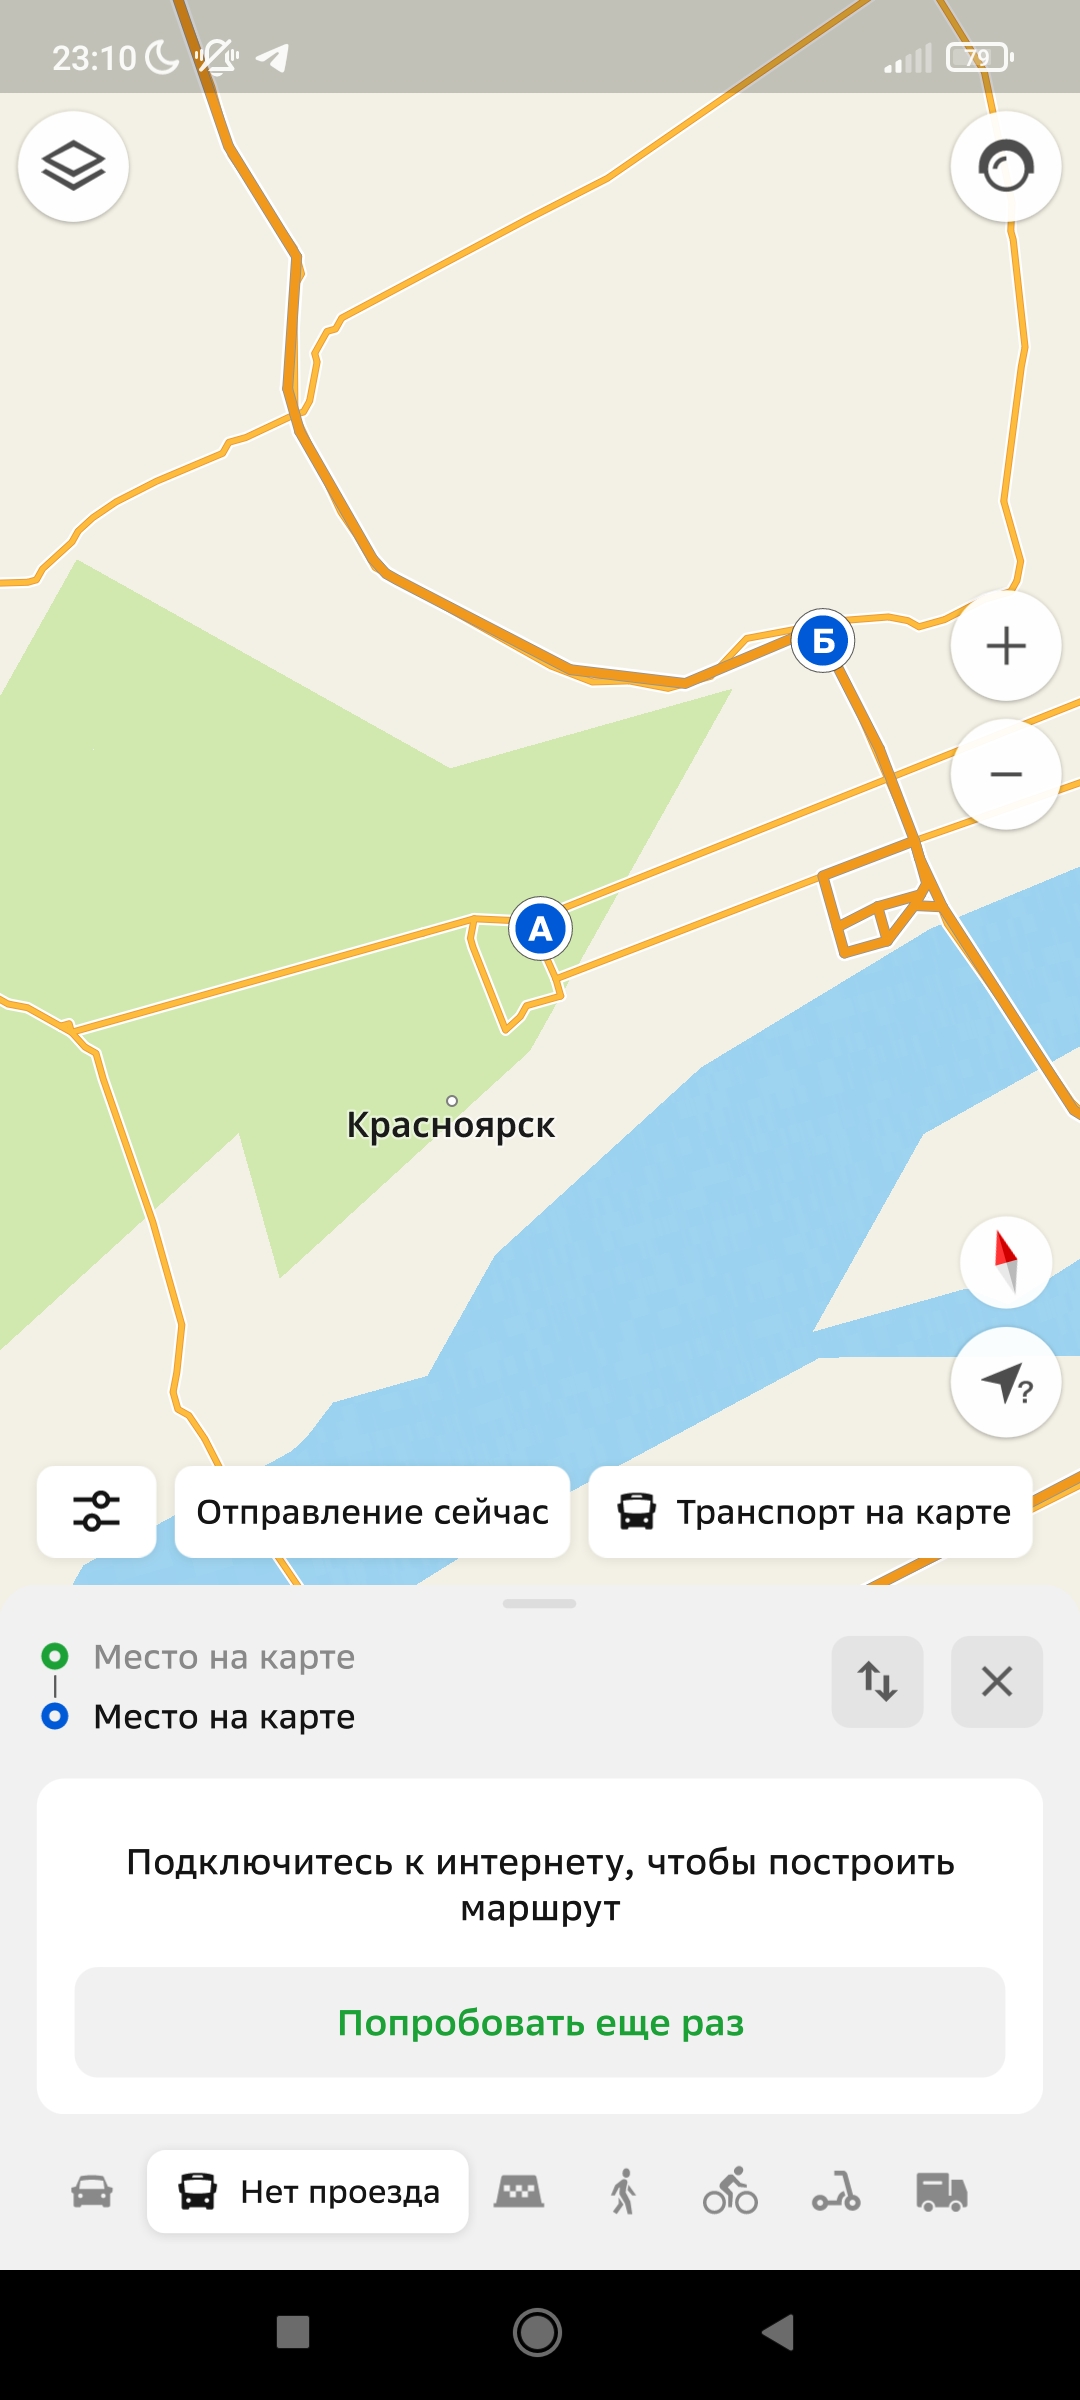 23:10
79
Б
А
Красноярск
?
Отправление сейчас
Транспорт на карте
Место на карте
Место на карте
Подключитесь к интернету, чтобы построить
маршрут
Попробовать еще раз
Нет проезда